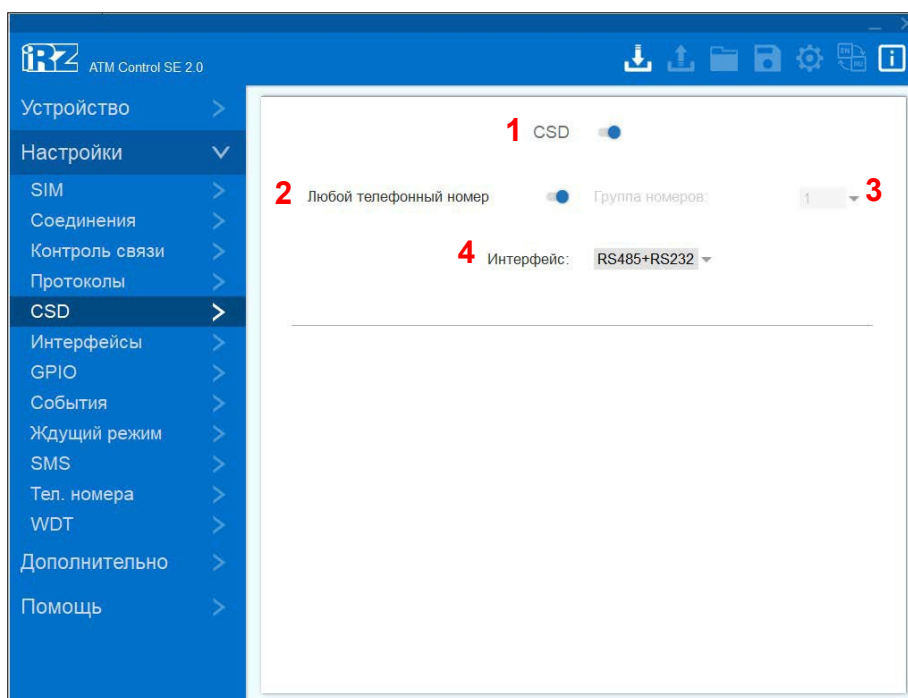 iRZ ATM Control SE 2.0
RN
RU
Устройство
Настройки
SIM
Соединения
Контроль связи
Протоколы
CSD
Интерфейсы
GPIO
События
Ждущий режим
SMS
Тел. номера
WDT
Дополнительно
Помощь
1 CSD
2 Любой телефонный номер Группа номеров: 1 3
4 Интерфейс: RS485+RS232